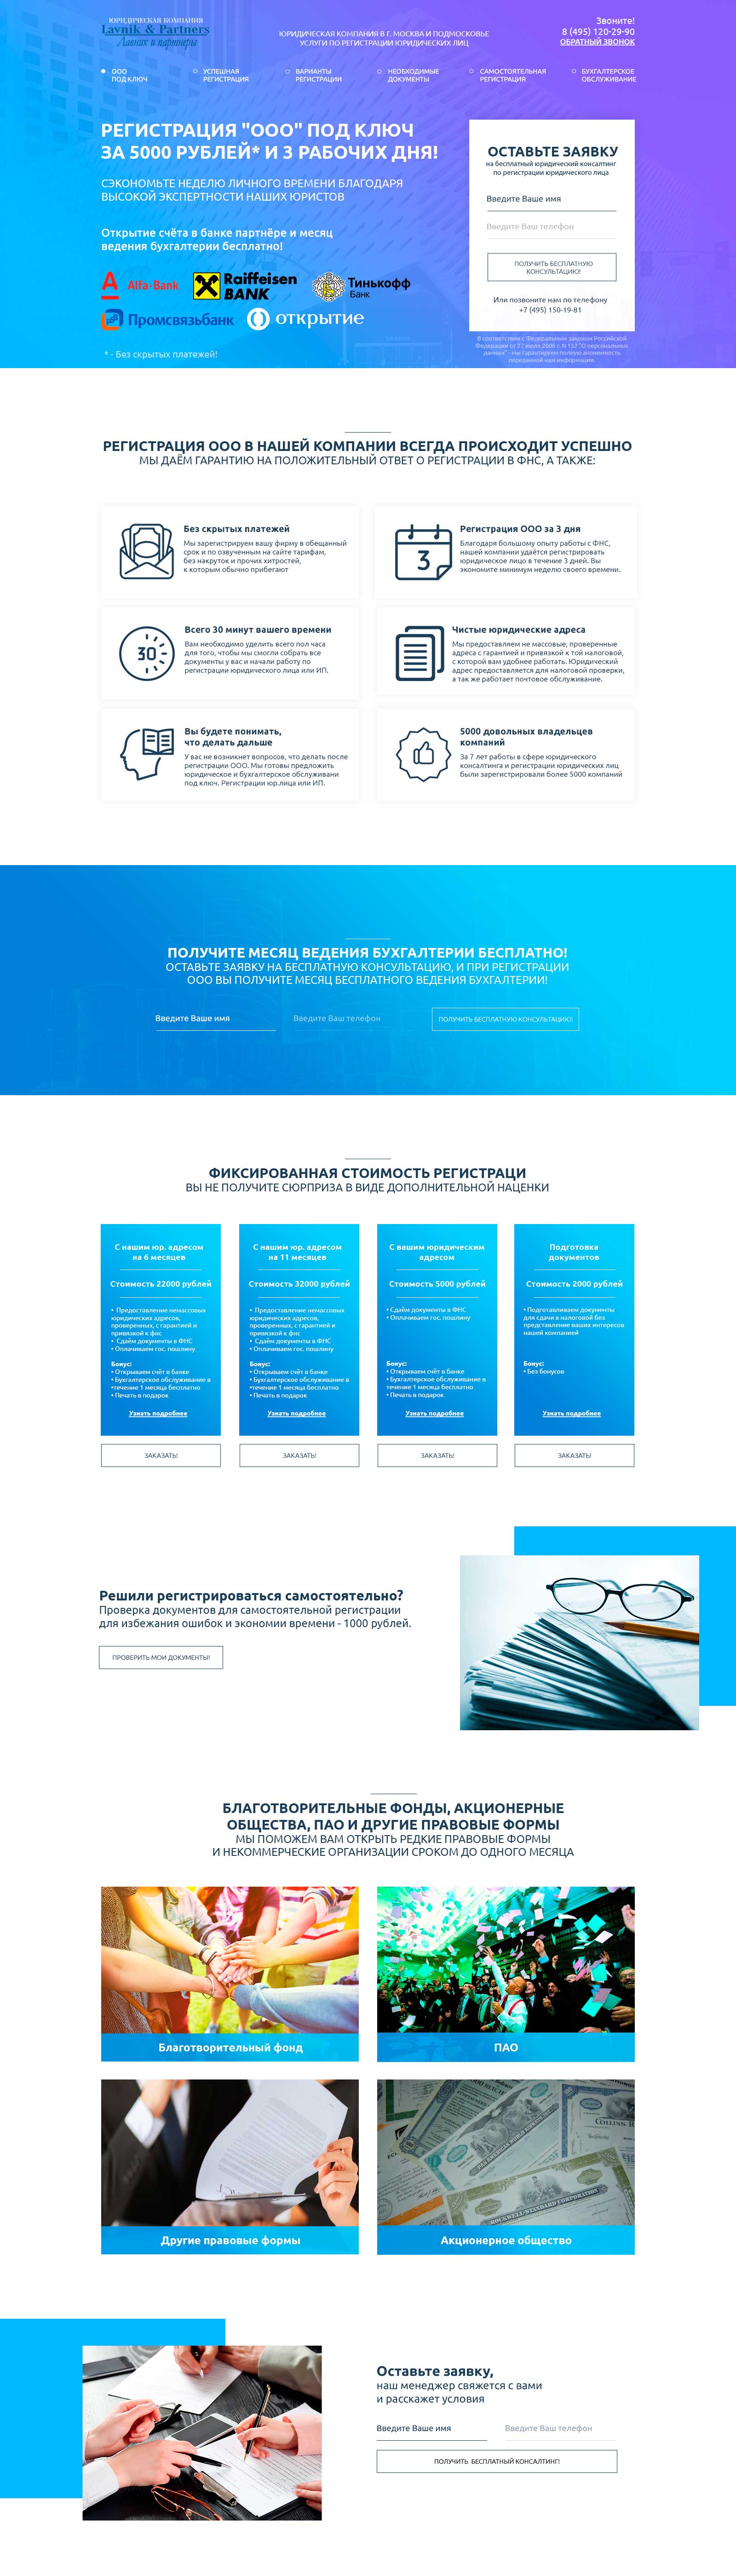 ЮРИДИЧЕСКАЯ КОМПАНИЯ
Lavnik & Partners
Лавник и партнеры
ЮРИДИЧЕСКАЯ КОМПАНИЯ В Г. МОСКВА И ПОДМОСКОВЬЕ
УСЛУГИ ПО РЕГИСТРАЦИИ ЮРИДИЧЕСКИХ ЛИЦ
Звоните!
8 (495) 120-29-90
ОБРАТНЫЙ ЗВОНОК
ООО
ПОД КЛЮЧ
УСПЕШНАЯ
РЕГИСТРАЦИЯ
ВАРИАНТЫ
РЕГИСТРАЦИИ
НЕОБХОДИМЫЕ
ДОКУМЕНТЫ
САМОСТОЯТЕЛЬНАЯ
РЕГИСТРАЦИЯ
БУХГАЛТЕРСКОЕ
ОБСЛУЖИВАНИЕ
РЕГИСТРАЦИЯ "ООО" ПОД КЛЮЧ
ЗА 5000 РУБЛЕЙ* И 3 РАБОЧИХ ДНЯ!
СЭКОНОМЬТЕ НЕДЕЛЮ ЛИЧНОГО ВРЕМЕНИ БЛАГОДАРЯ
ВЫСОКОЙ ЭКСПЕРТНОСТИ НАШИХ ЮРИСТОВ
Открытие счёта в банке партнёре и месяц
ведения бухгалтерии бесплатно!
Alfa-Bank
Raiffeisen
BANK
Тинькофф
Банк
Промсвязьбанк
открытие
* - Без скрытых платежей!
ОСТАВЬТЕ ЗАЯВКУ
на бесплатный юридический консалтинг
по регистрации юридического лица
Введите Ваше имя
Введите Ваш телефон
ПОЛУЧИТЬ БЕСПЛАТНУЮ
КОНСУЛЬТАЦИЮ!
Или позвоните нам по телефону
+7 (495) 150-19-81
В соответствии с Федеральным законом Российской
Федерации от 27 июля 2006 г. N 152 "О персональных
данных" - мы гарантируем полную анонимность
переданной нам информации.
РЕГИСТРАЦИЯ ООО В НАШЕЙ КОМПАНИИ ВСЕГДА ПРОИСХОДИТ УСПЕШНО
МЫ ДАЁМ ГАРАНТИЮ НА ПОЛОЖИТЕЛЬНЫЙ ОТВЕТ О РЕГИСТРАЦИИ В ФНС, А ТАКЖЕ:
Без скрытых платежей
Мы зарегистрируем вашу фирму в обещанный
срок и по озвученным на сайте тарифам,
без накруток и прочих хитростей,
к которым обычно прибегают
3
Регистрация ООО за 3 дня
Благодаря большому опыту работы с ФНС,
нашей компании удаётся регистрировать
юридическое лицо в течение 3 дней. Вы
экономите минимум неделю своего времени.
30
Всего 30 минут вашего времени
Вам необходимо уделить всего пол часа
для того, чтобы мы смогли собрать все
документы у вас и начали работу по
регистрации юридического лица или ИП.
Чистые юридические адреса
Мы предоставляем не массовые, проверенные
адреса с гарантией и привязкой к той налоговой,
с которой вам удобнее работать. Юридический
адрес предоставляется для налоговой проверки,
а так же работает почтовое обслуживание.
Вы будете понимать,
что делать дальше
У вас не возникнет вопросов, что делать после
регистрации ООО. Мы готовы предложить
юридическое и бухгалтерское обслуживани
под ключ. Регистрации юр.лица или ИП.
5000 довольных владельцев
компаний
За 7 лет работы в сфере юридического
консалтинга и регистрации юридических лиц
были зарегистрировали более 5000 компаний
ПОЛУЧИТЕ МЕСЯЦ ВЕДЕНИЯ БУХГАЛТЕРИИ БЕСПЛАТНО!
ОСТАВЬТЕ ЗАЯВКУ НА БЕСПЛАТНУЮ КОНСУЛЬТАЦИЮ, И ПРИ РЕГИСТРАЦИИ
ООО ВЫ ПОЛУЧИТЕ МЕСЯЦ БЕСПЛАТНОГО ВЕДЕНИЯ БУХГАЛТЕРИИ!
Введите Ваше имя
Введите Ваш телефон
ПОЛУЧИТЬ БЕСПЛАТНУЮ КОНСУЛЬТАЦИЮ!
ФИКСИРОВАННАЯ СТОИМОСТЬ РЕГИСТРАЦИ
ВЫ НЕ ПОЛУЧИТЕ СЮРПРИЗА В ВИДЕ ДОПОЛНИТЕЛЬНОЙ НАЦЕНКИ
С нашим юр. адресом
на 6 месяцев
Стоимость 22000 рублей
• Предоставление немассовых
юридических адресов,
проверенных, с гарантией и
привязкой к фнс
• Сдаём документы в ФНС
• Оплачиваем гос. пошлину
Бонус:
• Открываем счёт в банке
• Бухгалтерское обслуживание в
•течение 1 месяца бесплатно
• Печать в подарок
Узнать подробнее
ЗАКАЗАТЬ!
С нашим юр. адресом
на 11 месяцев
Стоимость 32000 рублей
• Предоставление немассовых
юридических адресов,
проверенных, с гарантией и
привязкой к фнс
• Сдаём документы в ФНС
• Оплачиваем гос. пошлину
Бонус:
• Открываем счёт в банке
• Бухгалтерское обслуживание в
•течение 1 месяца бесплатно
• Печать в подарок
Узнать подробнее
ЗАКАЗАТЬ!
С вашим юридическим
адресом
Стоимость 5000 рублей
• Сдаём документы в ФНС
• Оплачиваем гос. пошлину
Бонус:
• Открываем счёт в банке
• Бухгалтерское обслуживание в
течение 1 месяца бесплатно
• Печать в подарок
Узнать подробнее
ЗАКАЗАТЬ!
Подготовка
документов
Стоимость 2000 рублей
• Подготавливаем документы
для сдачи в налоговой без
представление ваших интересов
нашей компанией
Бонус:
• Без бонусов
Узнать подробнее
ЗАКАЗАТЬ!
Решили регистрироваться самостоятельно?
Проверка документов для самостоятельной регистрации
для избежания ошибок и экономии времени - 1000 рублей.
ПРОВЕРИТЬ МОИ ДОКУМЕНТЫ!
БЛАГОТВОРИТЕЛЬНЫЕ ФОНДЫ, АКЦИОНЕРНЫЕ
ОБЩЕСТВА, ПАО И ДРУГИЕ ПРАВОВЫЕ ФОРМЫ
МЫ ПОМОЖЕМ ВАМ ОТКРЫТЬ РЕДКИЕ ПРАВОВЫЕ ФОРМЫ
И НЕКОММЕРЧЕСКИЕ ОРГАНИЗАЦИИ СРОКОМ ДО ОДНОГО МЕСЯЦА
Благотворительный фонд
ПАО
Другие правовые формы
ROCKWELL-STANDARD CORPORATION
Акционерное общество
Оставьте заявку,
наш менеджер свяжется с вами
и расскажет условия
Введите Ваше имя
Введите Ваш телефон
ПОЛУЧИТЬ БЕСПЛАТНЫЙ КОНСАЛТИНГ!